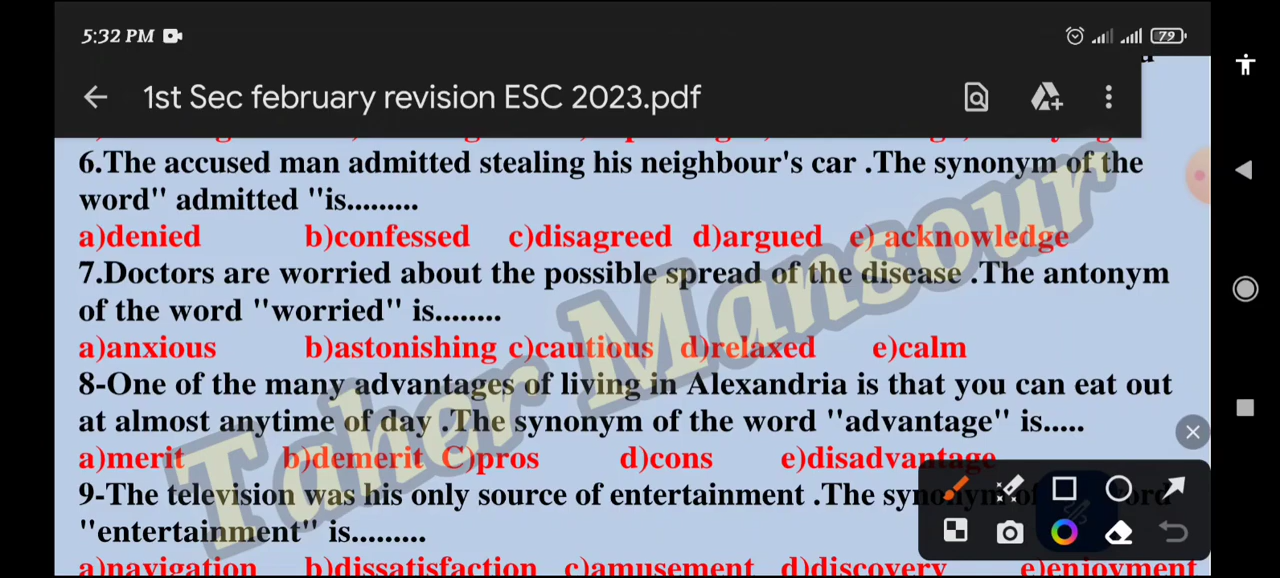 5:32 PM
79
1st Sec february revision ESC 2023.pdf
6.The accused man admitted stealing his neighbour's car .The synonym of the
word" admitted "is.........
a)denied b)confessed c)disagreed d)argued e) acknowledge
7.Doctors are worried about the possible spread of the disease .The antonym
of the word "worried" is........
a)anxious b)astonishing c)cautious d)relaxed e)calm
8-One of the many advantages of living in Alexandria is that you can eat out
at almost anytime of day .The synonym of the word "advantage" is.....
a)merit b)demerit C)pros d)cons e)disadvantage
9-The television was his only source of entertainment .The synonym of word
"entertainment" is.........
a)navigation b)dissatisfaction c)amusement d)discovery e)enjoyment
Taher Mansour